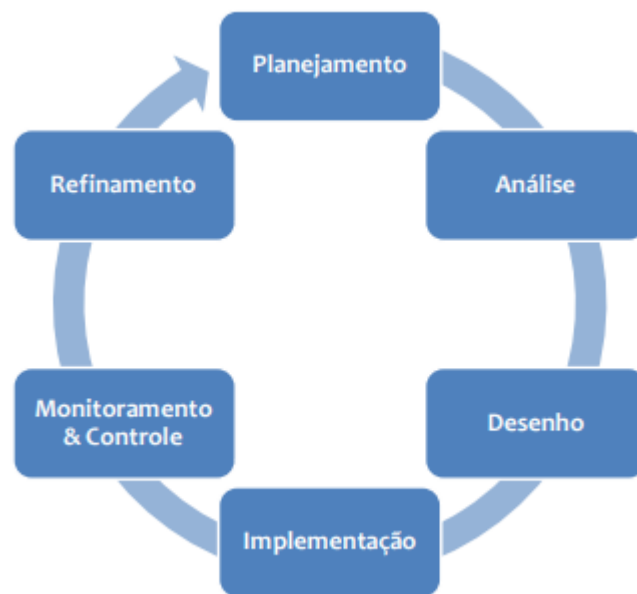 Planejamento
Análise
Desenho
Implementação
Monitoramento
& Controle
Refinamento